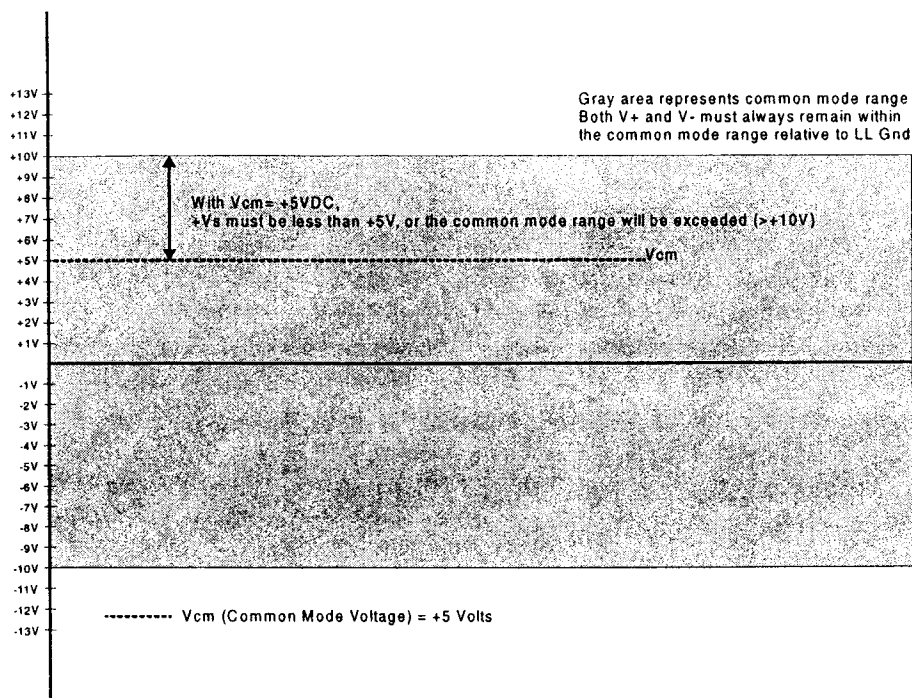 +13V
+12V
+11V
+10V
+9V
+8V
+7V
+6V
+5V
+4V
+3V
+2V
+1V
-1V
-2V
-3V
-4V
-5V
-6V
-7V
-8V
-9V
-10V
-11V
-12V
-13V
Gray area represents common mode range
Both V+ and V- must always remain within
the common mode range relative to LL Gnd
With Vcm= +5VDC,
+Vs must be less than +5V, or the common mode range will be exceeded (>+10V)
Vcm
Vcm (Common Mode Voltage) = +5 Volts